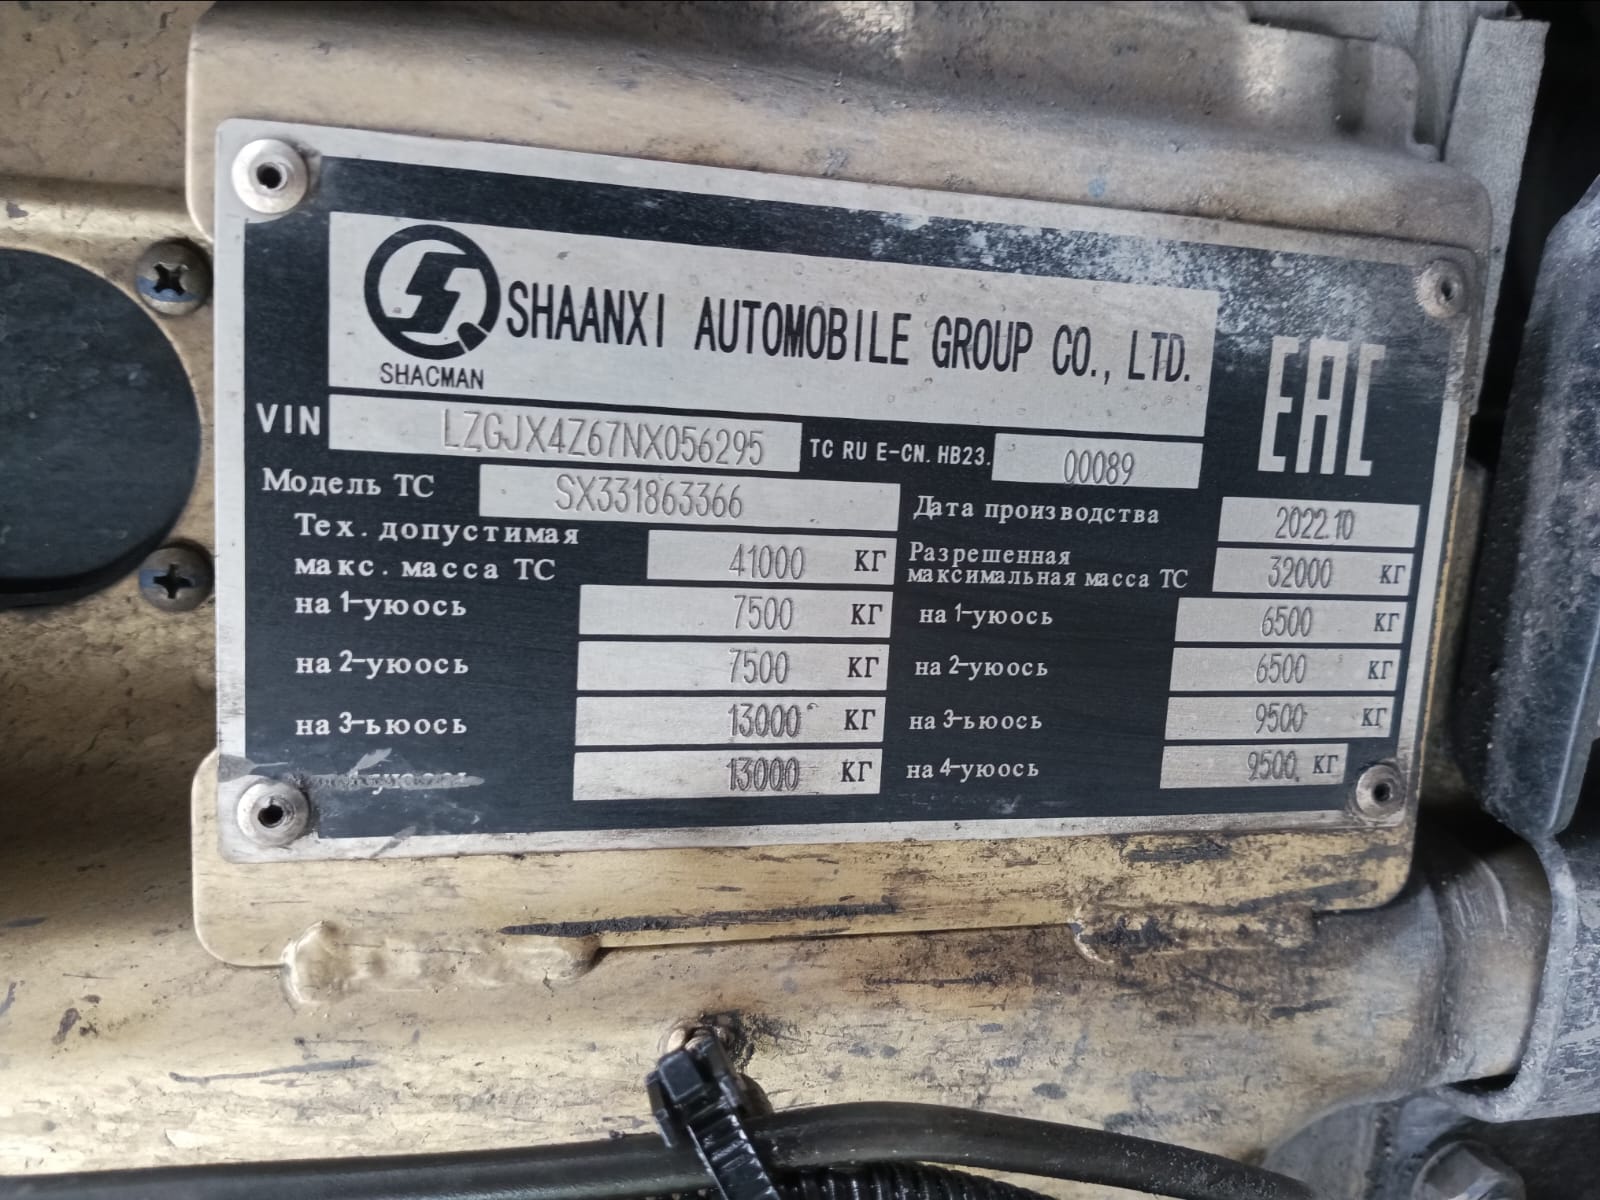 SHAANXI AUTOMOBILE GROUP CO., LTD.
SHACMAN
EAC
VIN LZGJX4Z67NX056295 TC RU E-CN.HB23. 00089
Модель ТС SX331863366
Дата производства 2022.10
Тех. допустимая
макс. масса ТС 41000 КГ
Разрешенная
максимальная масса ТС 32000 КГ
на 1-уюось 7500 КГ на 1-уюось 6500 КГ
на 2-уюось 7500 КГ на 2-уюось 6500 КГ
на 3-ьюось 13000 КГ на 3-ьюось 9500 КГ
13000 КГ на 4-уюось 9500 КГ